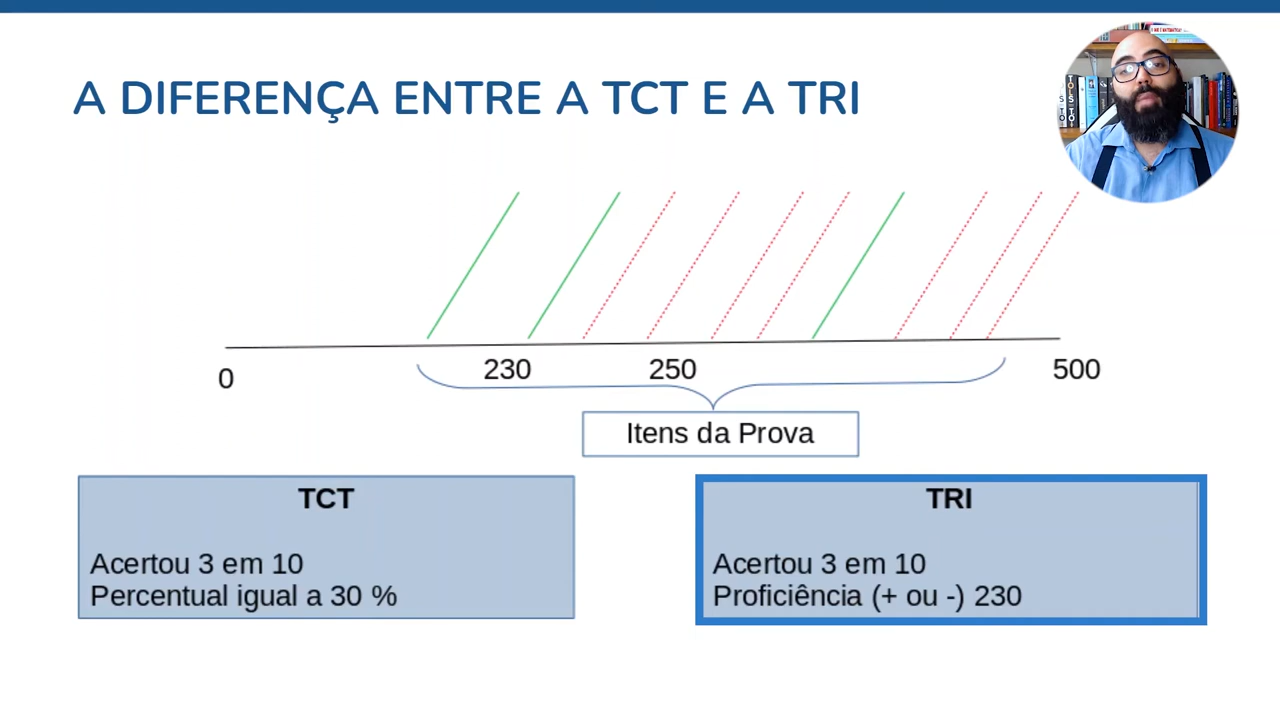 A DIFERENÇA ENTRE A TCT E A TRI
0
230
250
500
Itens da Prova
TCT
Acertou 3 em 10
Percentual igual a 30 %
TRI
Acertou 3 em 10
Proficiência (+ ou -) 230